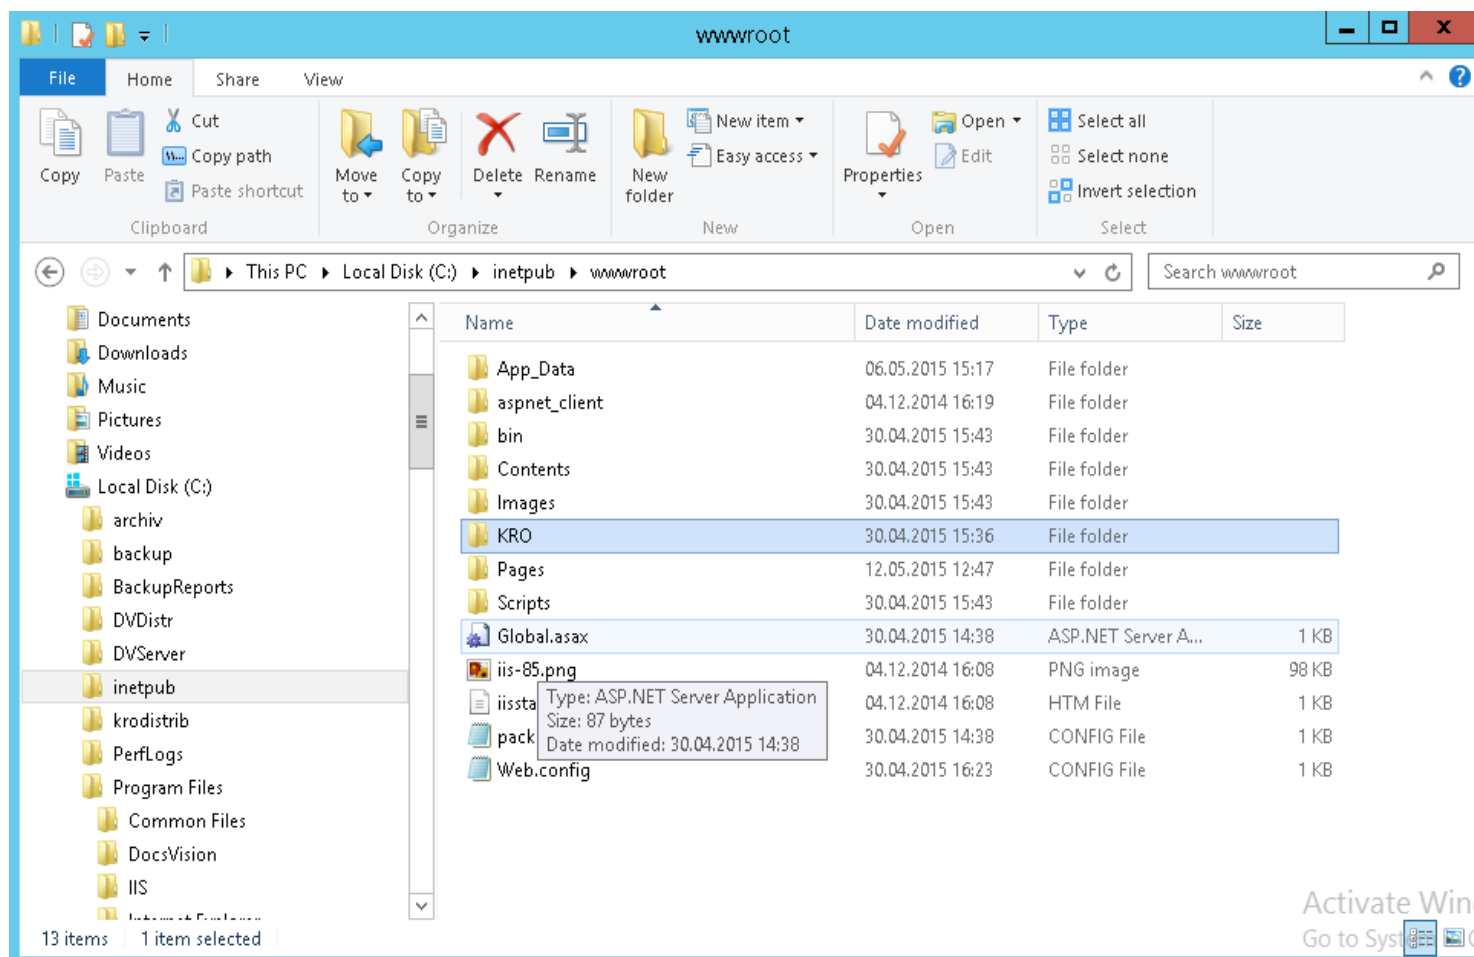 wwwroot
File Home Share View
Copy
Paste
Cut
Copy path
Paste shortcut
Clipboard
Move to
Copy to
Delete
Rename
Organize
New folder
New item
Easy access
New
Properties
Open
Edit
Open
Select all
Select none
Invert selection
Select
This PC Local Disk (C:) inetpub wwwroot
Search wwwroot
Documents
Downloads
Music
Pictures
Videos
Local Disk (C:)
archiv
backup
BackupReports
DVDistr
DVServer
inetpub
krodistrib
PerfLogs
Program Files
Common Files
DocsVision
IIS
Internet Explorer
Name Date modified Type Size
App_Data 06.05.2015 15:17 File folder
aspnet_client 04.12.2014 16:19 File folder
bin 30.04.2015 15:43 File folder
Contents 30.04.2015 15:43 File folder
Images 30.04.2015 15:43 File folder
KRO 30.04.2015 15:36 File folder
Pages 12.05.2015 12:47 File folder
Scripts 30.04.2015 15:43 File folder
Global.asax 30.04.2015 14:38 ASP.NET Server A... 1 KB
iis-85.png 04.12.2014 16:08 PNG image 98 KB
iissta 04.12.2014 16:08 HTM File 1 KB
pack 30.04.2015 14:38 CONFIG File 1 KB
Web.config 30.04.2015 16:23 CONFIG File 1 KB
Type: ASP.NET Server Application
Size: 87 bytes
Date modified: 30.04.2015 14:38
13 items 1 item selected
Activate Win
Go to Syst